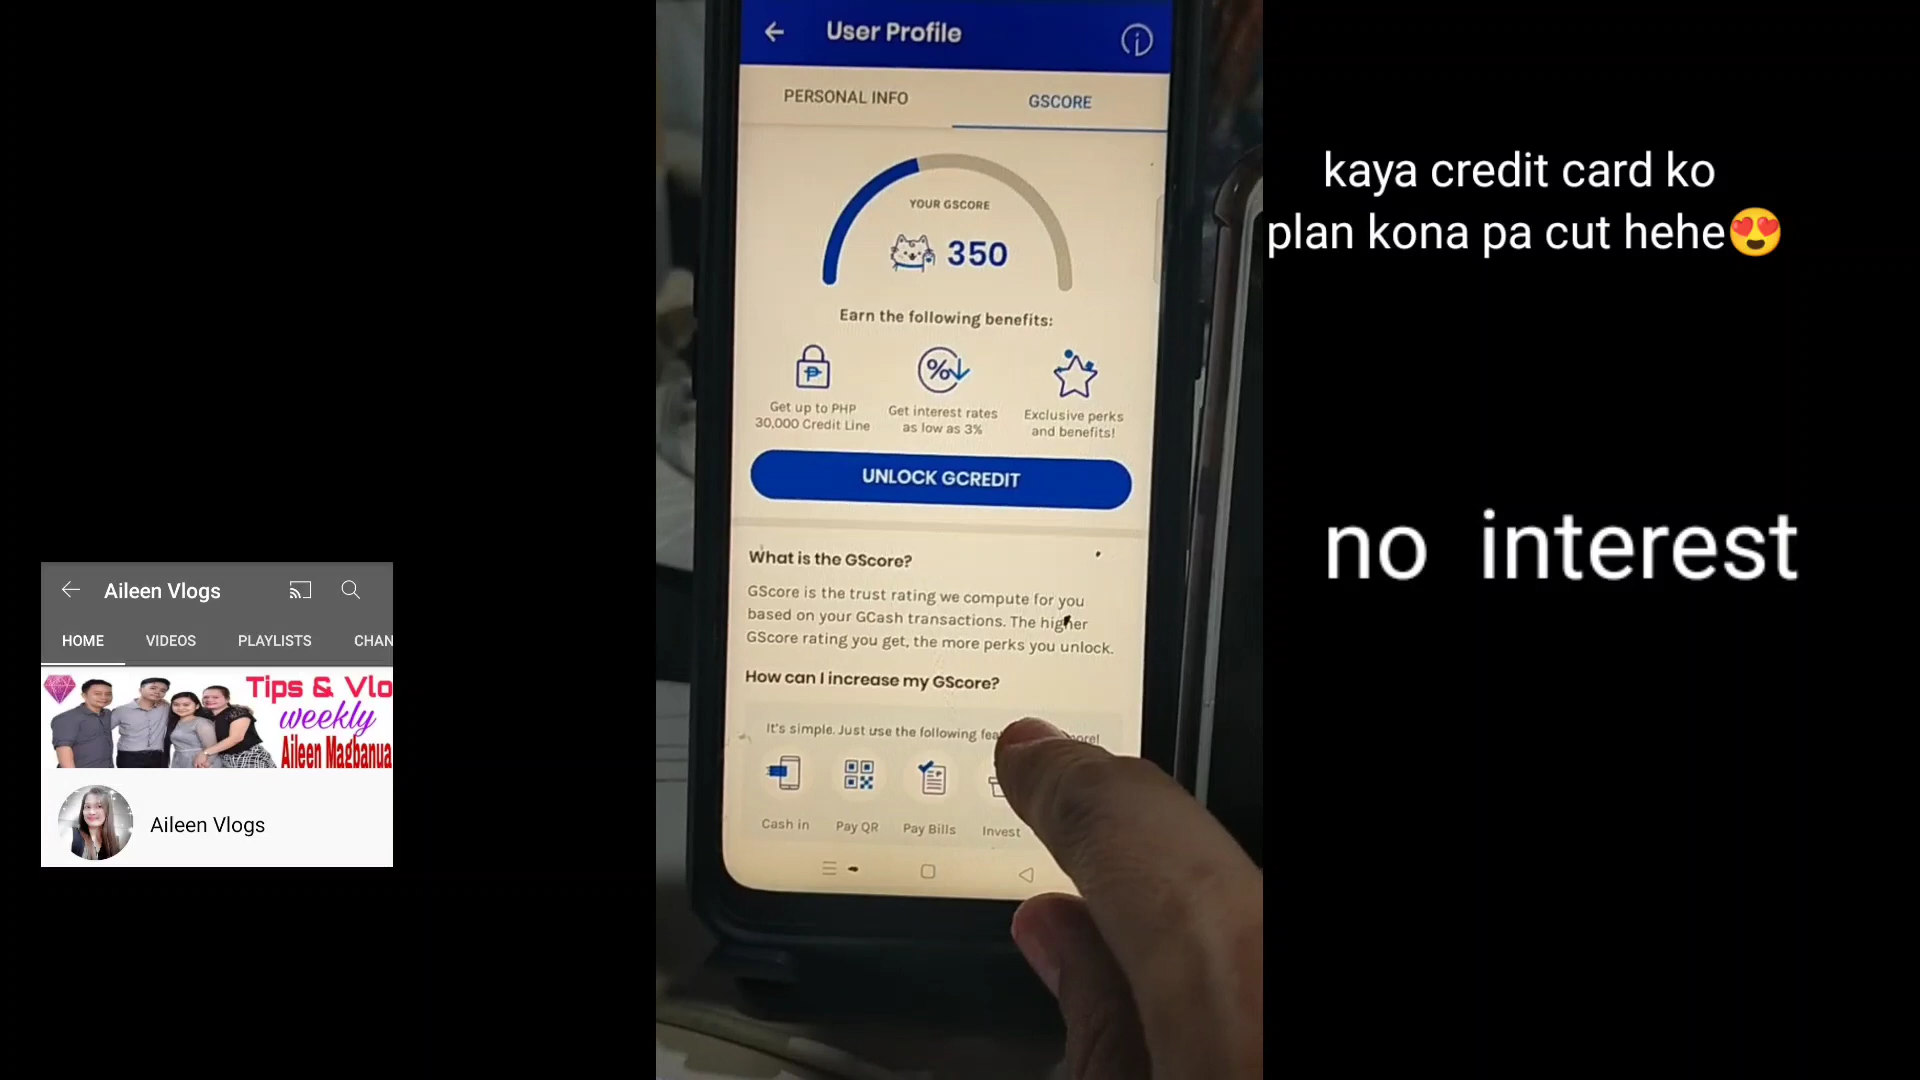 User Profile
PERSONAL INFO
GSCORE
YOUR GSCORE
350
Earn the following benefits:
Get up to PHP
30,000 Credit Line
Get interest rates
as low as 3%
Exclusive perks
and benefits!
UNLOCK GCREDIT
What is the GScore?
GScore is the trust rating we compute for you
based on your GCash transactions. The higher
GScore rating you get, the more perks you unlock.
How can I increase my GScore?
It's simple. Just use the following
Cash in
Pay QR
Pay Bills
Invest
kaya credit card ko
plan kona pa cut hehe😍
no interest
Aileen Vlogs
HOME
VIDEOS
PLAYLISTS
CHAN
Tips & Vlo
weekly
Aileen Magbanua
Aileen Vlogs